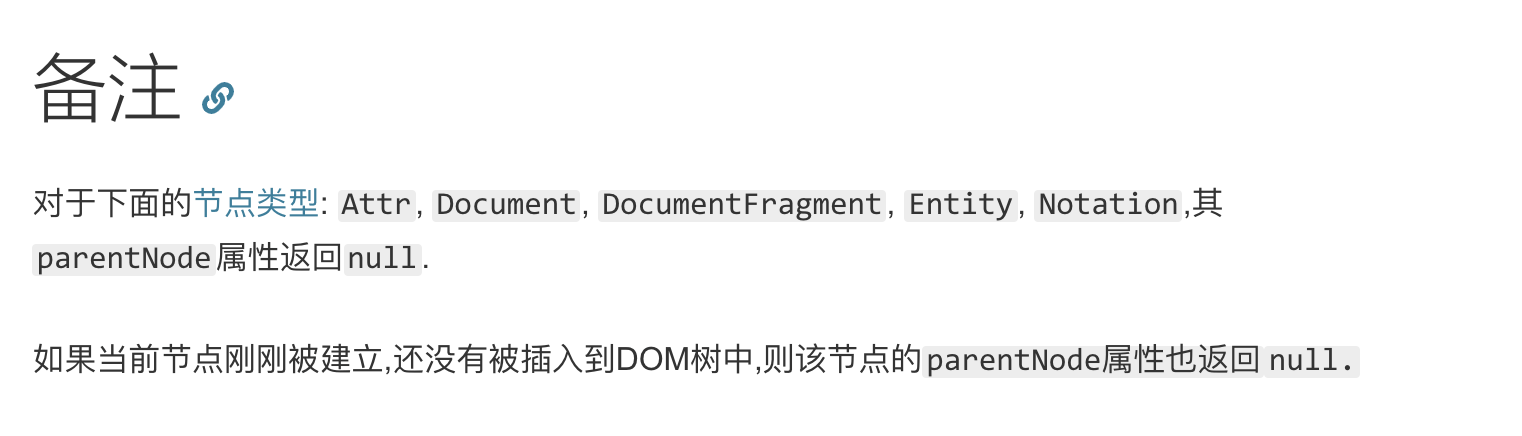 备注
对于下面的节点类型: Attr, Document, DocumentFragment, Entity, Notation,其
parentNode属性返回null.
如果当前节点刚刚被建立,还没有被插入到DOM树中,则该节点的parentNode属性也返回 null.